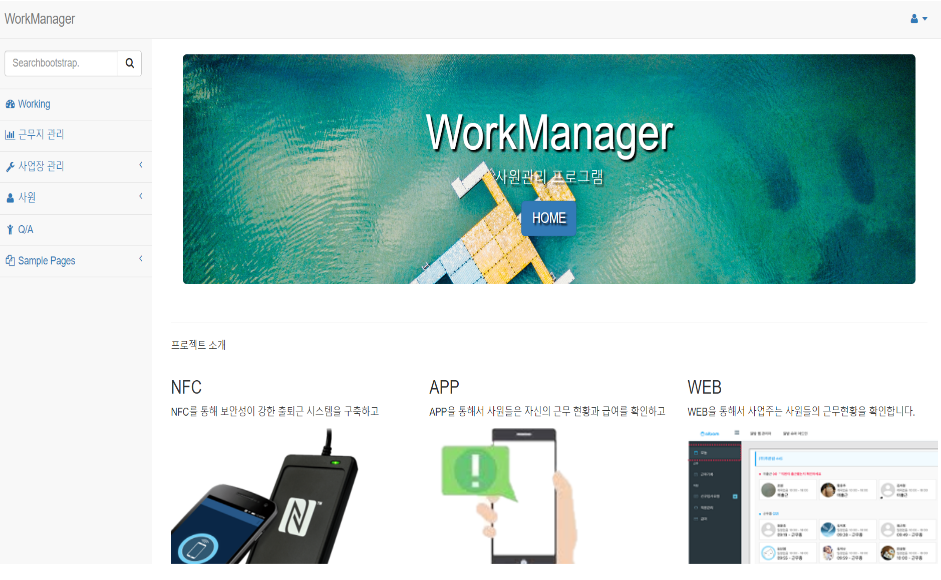 WorkManager
Searchbootstrap.
Working
근무지 관리
사업장 관리
사원
Q/A
Sample Pages
WorkManager
사원관리 프로그램
HOME
프로젝트 소개
NFC
NFC를 통해 보안성이 강한 출퇴근 시스템을 구축하고
APP
APP을 통해서 사원들은 자신의 근무 현황과 급여를 확인하고
WEB
WEB을 통해서 사업주는 사원들의 근무현황을 확인합니다.